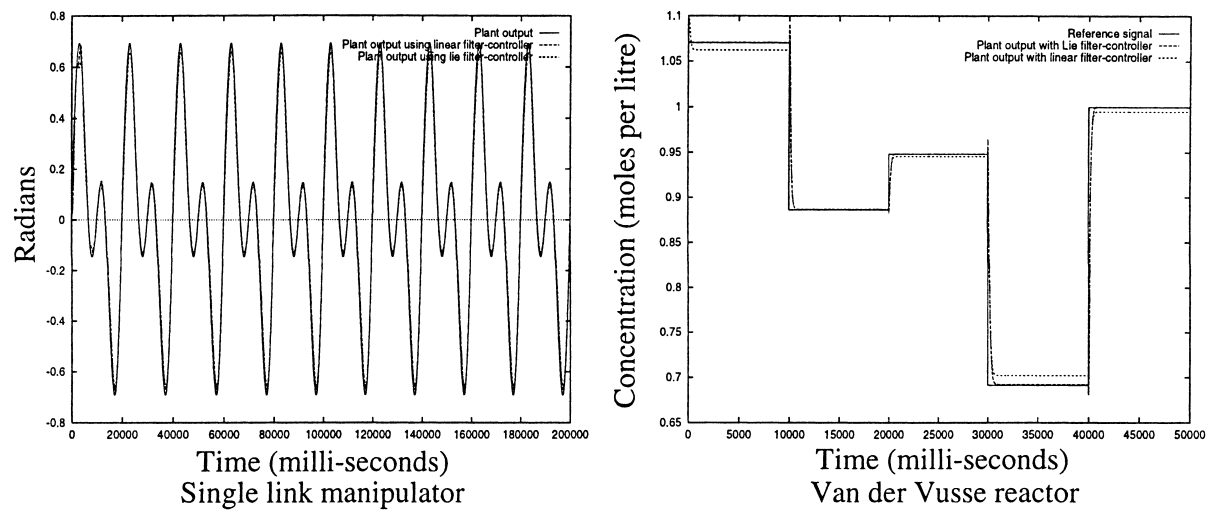 0.8
0.6
0.4
0.2
0
-0.2
-0.4
-0.6
-0.8
Radians
Plant output
Plant output using linear filter-controller
Plant output using lie filter-controller
0 20000 40000 60000 80000 100000 120000 140000 160000 180000 200000
Time (milli-seconds)
Single link manipulator
1.1
1.05
1
0.95
0.9
0.85
0.8
0.75
0.7
0.65
Concentration (moles per litre)
Reference signal
Plant output with Lie filter-controller
Plant output with linear filter-controller
0 5000 10000 15000 20000 25000 30000 35000 40000 45000 50000
Time (milli-seconds)
Van der Vusse reactor